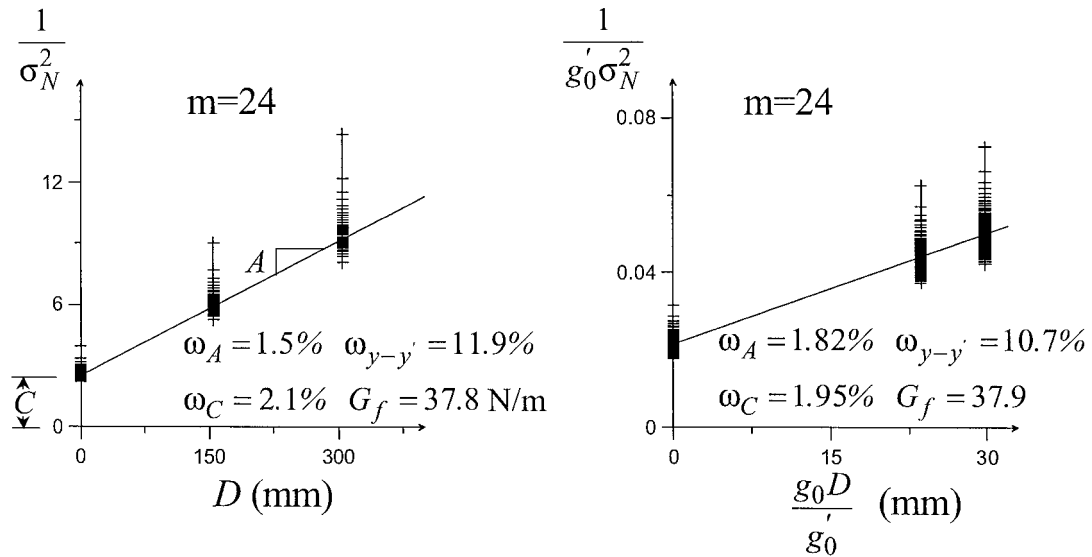 1/σ_N^2
m=24
12
6
0
A
C
ω_A = 1.5% ω_{y−y'} = 11.9%
ω_C = 2.1% G_f = 37.8 N/m
0 150 300
D (mm)
1/g_0'σ_N^2
m=24
0.08
0.04
0
ω_A = 1.82% ω_{y−y'} = 10.7%
ω_C = 1.95% G_f = 37.9
0 15 30
g_0D/g_0' (mm)